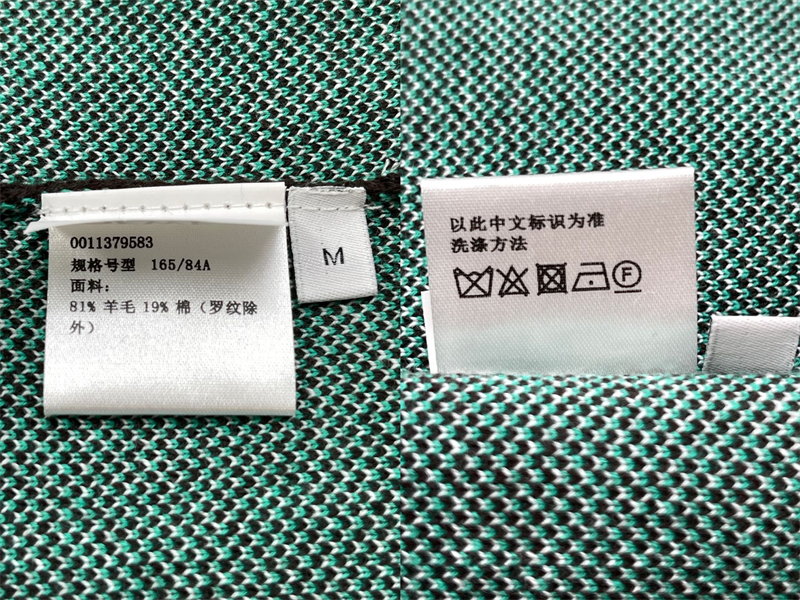 0011379583
规格号型 165/84A
面料:
81% 羊毛 19% 棉（罗纹除
外）
M
以此中文标识为准
洗涤方法
F